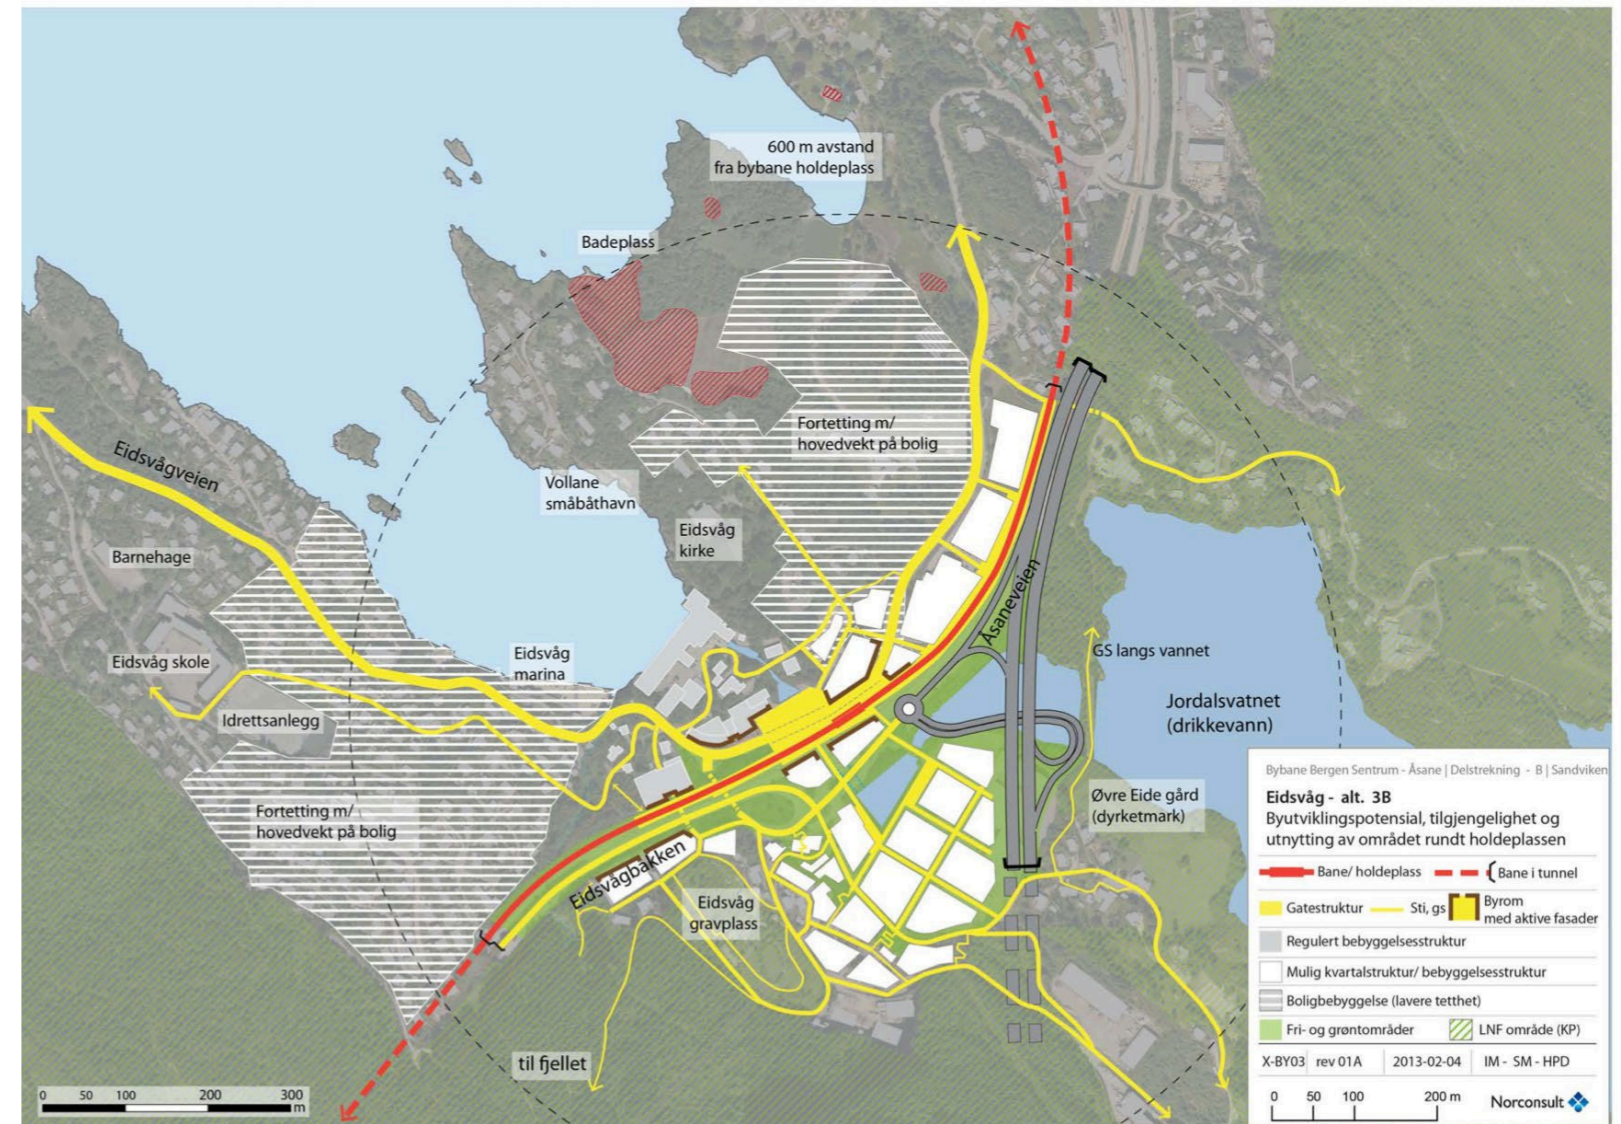 600 m avstand
fra bybane holdeplass
Badeplass
Fortetting m/
hovedvekt på bolig
Eidsvågveien
Vollane
småbåthavn
Eidsvåg
kirke
Barnehage
Åsaneveien
Eidsvåg skole
Eidsvåg
marina
GS langs vannet
Idrettsanlegg
Jordalsvatnet
(drikkevann)
Fortetting m/
hovedvekt på bolig
Øvre Eide gård
(dyrketmark)
Eidsvågbakken
Eidsvåg
gravplass
til fjellet
0 50 100 200 300
m
Bybane Bergen Sentrum - Åsane | Delstrekning - B | Sandviken
Eidsvåg - alt. 3B
Byutviklingspotensial, tilgjengelighet og
utnytting av området rundt holdeplassen
Bane/ holdeplass
Bane i tunnel
Gatestruktur
Sti, gs
Byrom
med aktive fasader
Regulert bebyggelsesstruktur
Mulig kvartalstruktur/ bebyggelsesstruktur
Boligbebyggelse (lavere tetthet)
Fri- og grøntområder
LNF område (KP)
X-BY03 rev 01A 2013-02-04 IM - SM - HPD
0 50 100 200 m
Norconsult